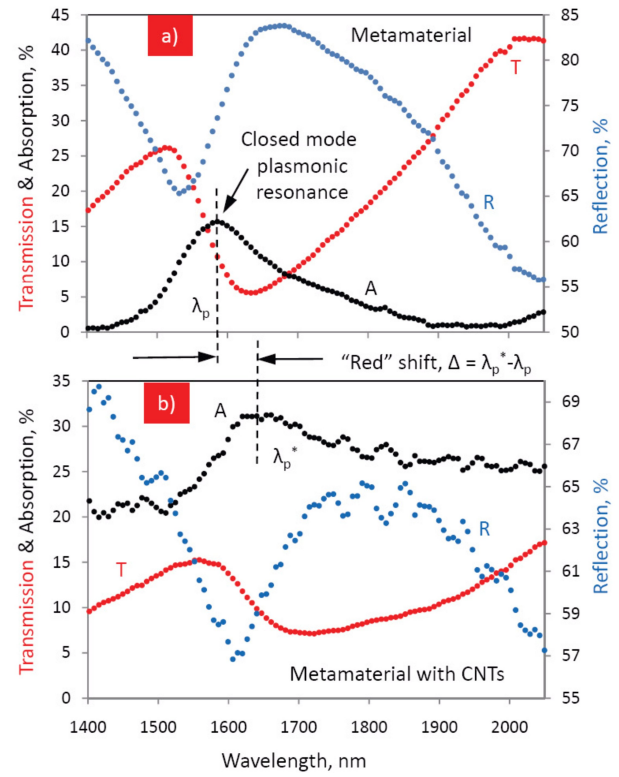 45
40
35
30
25
20
15
10
5
0
Transmission & Absorption, %
a)
Metamaterial
T
Closed mode
plasmonic
resonance
R
A
λp
85
80
75
70
65
60
55
50
Reflection, %
"Red" shift, Δ = λp*-λp
35
30
25
20
15
10
5
0
Transmission & Absorption, %
b)
A
λp*
R
T
Metamaterial with CNTs
69
68
65
63
61
59
57
55
Reflection, %
1400 1500 1600 1700 1800 1900 2000
Wavelength, nm